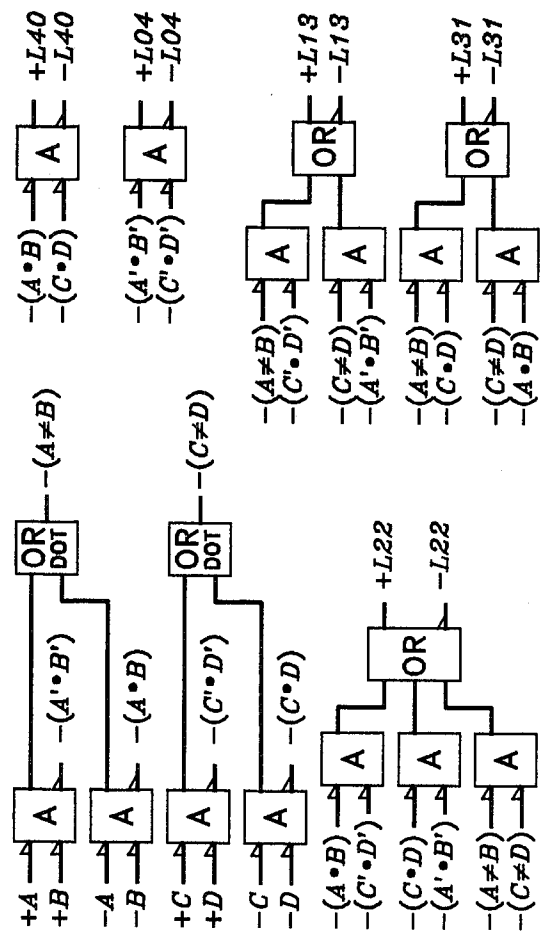 +A
+B
A
−(A'•B')
−A
−B
A
−(A•B)
OR
DOT
−(A≠B)
+C
+D
A
−(C'•D')
−C
−D
A
−(C•D)
OR
DOT
−(C≠D)
−(A•B)
−(C'•D')
A
−(C•D)
−(A'•B')
A
−(A≠B)
−(C≠D)
A
OR
+L22
−L22
−(A•B)
−(C•D)
A
+L40
−L40
−(A'•B')
−(C'•D')
A
+L04
−L04
−(A≠B)
−(C'•D')
A
−(C≠D)
−(A'•B')
A
OR
+L13
−L13
−(A≠B)
−(C•D)
A
−(C≠D)
−(A•B)
A
OR
+L31
−L31